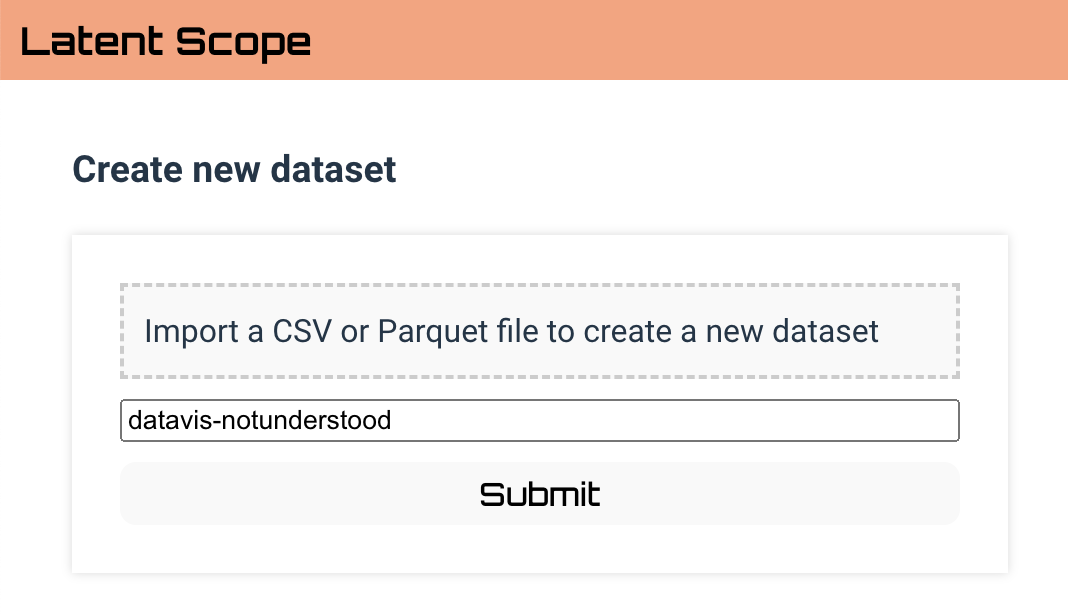 Latent Scope
Create new dataset
Import a CSV or Parquet file to create a new dataset
datavis-notunderstood
Submit